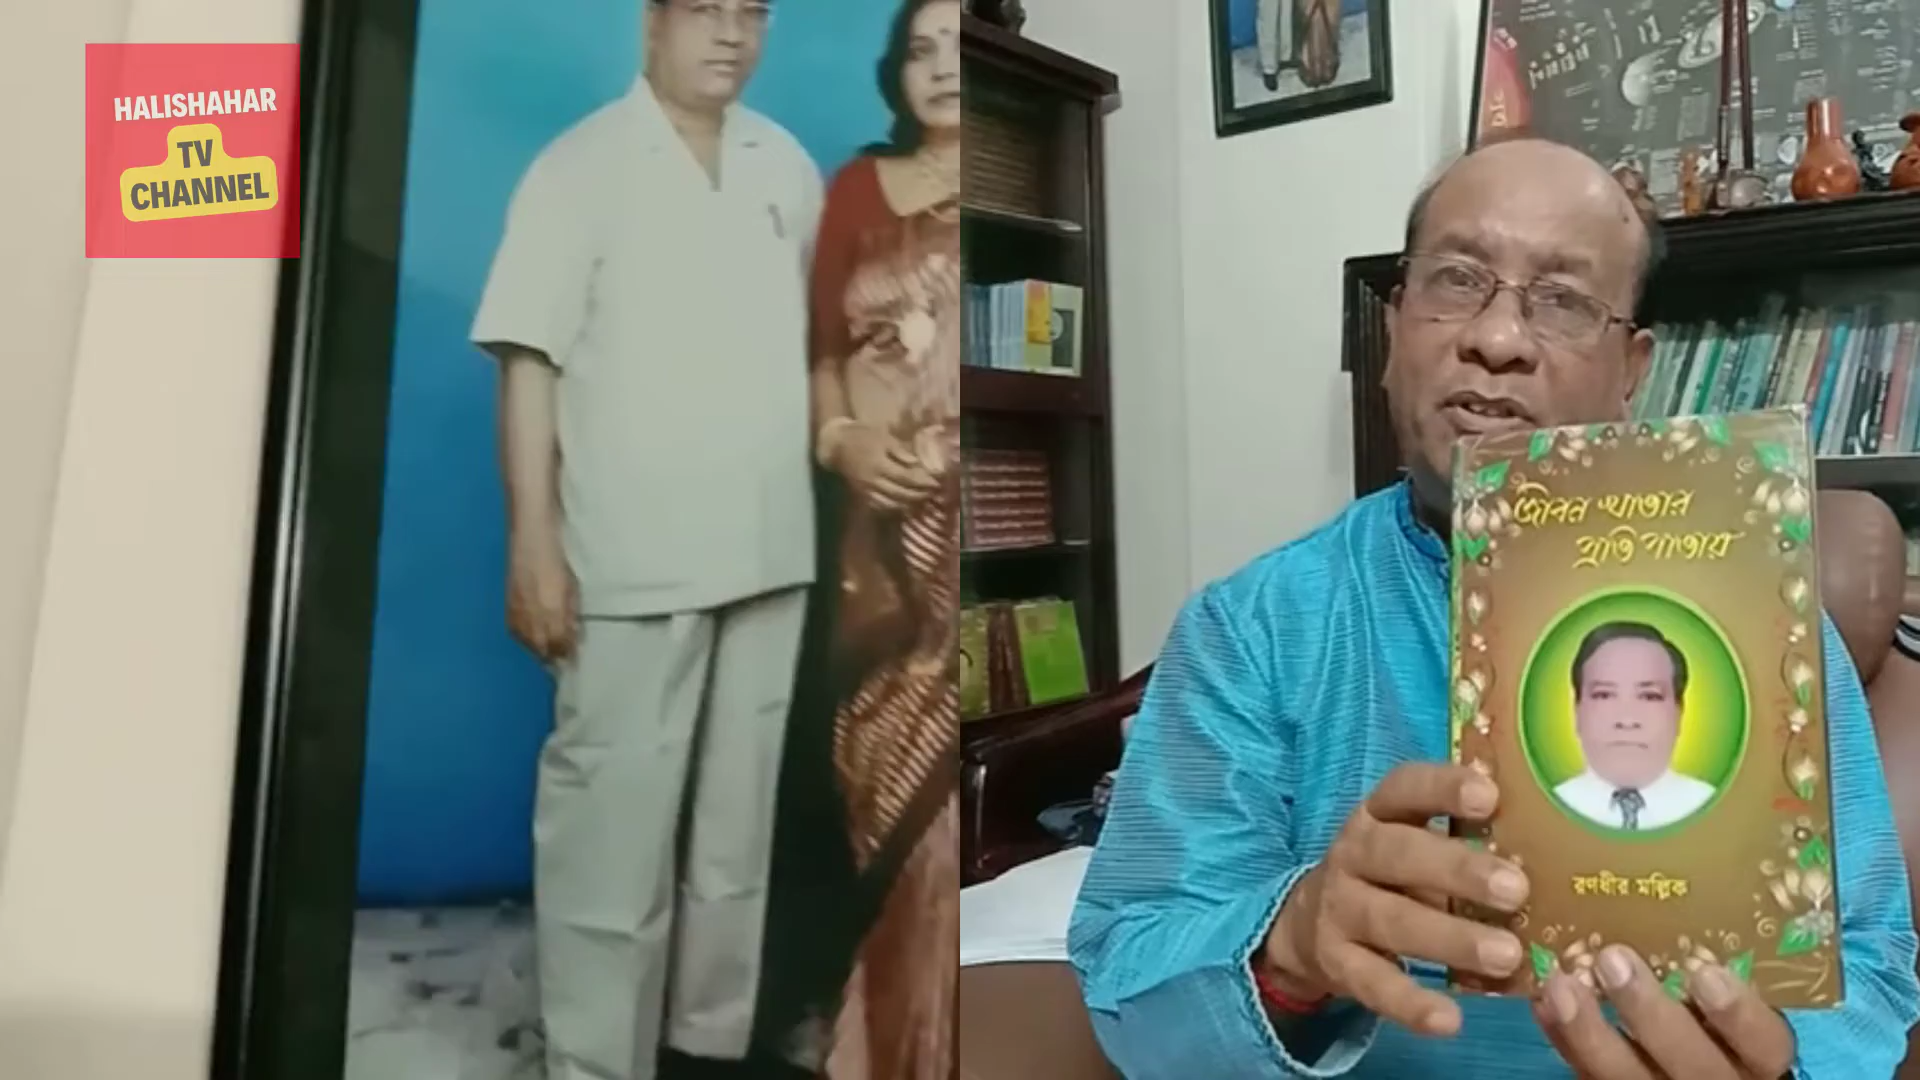 HALISHAHAR
TV
CHANNEL
জীবন খাতার
প্রতি পাতায়
রণধীর মল্লিক